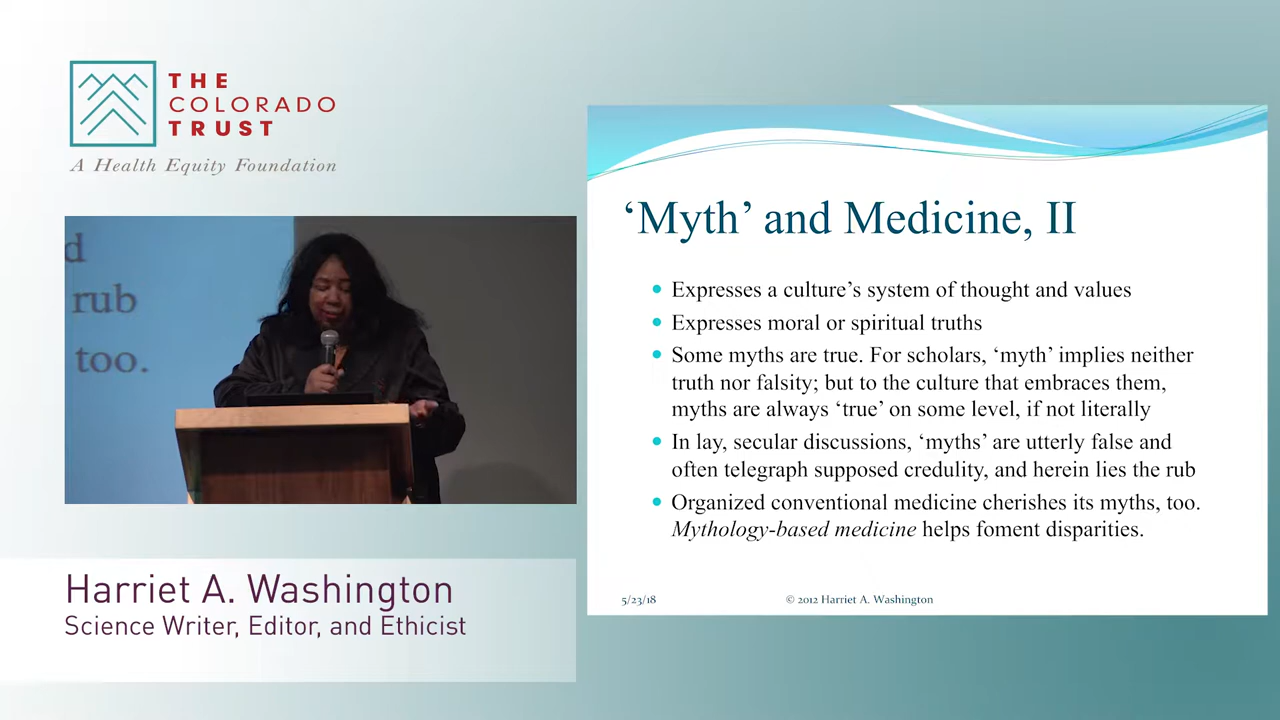 THE
COLORADO
TRUST
A Health Equity Foundation
d
rub
too.
Harriet A. Washington
Science Writer, Editor, and Ethicist
‘Myth’ and Medicine, II
• Expresses a culture’s system of thought and values
• Expresses moral or spiritual truths
• Some myths are true. For scholars, ‘myth’ implies neither
truth nor falsity; but to the culture that embraces them,
myths are always ‘true’ on some level, if not literally
• In lay, secular discussions, ‘myths’ are utterly false and
often telegraph supposed credulity, and herein lies the rub
• Organized conventional medicine cherishes its myths, too.
Mythology-based medicine helps foment disparities.
5/23/18
© 2012 Harriet A. Washington